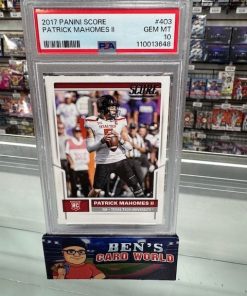 2017 PANINI SCORE #403
PATRICK MAHOMES II GEM MT
10
PSA 110013648
SCORE
RC PATRICK MAHOMES II
BEN'S
CARD WORLD